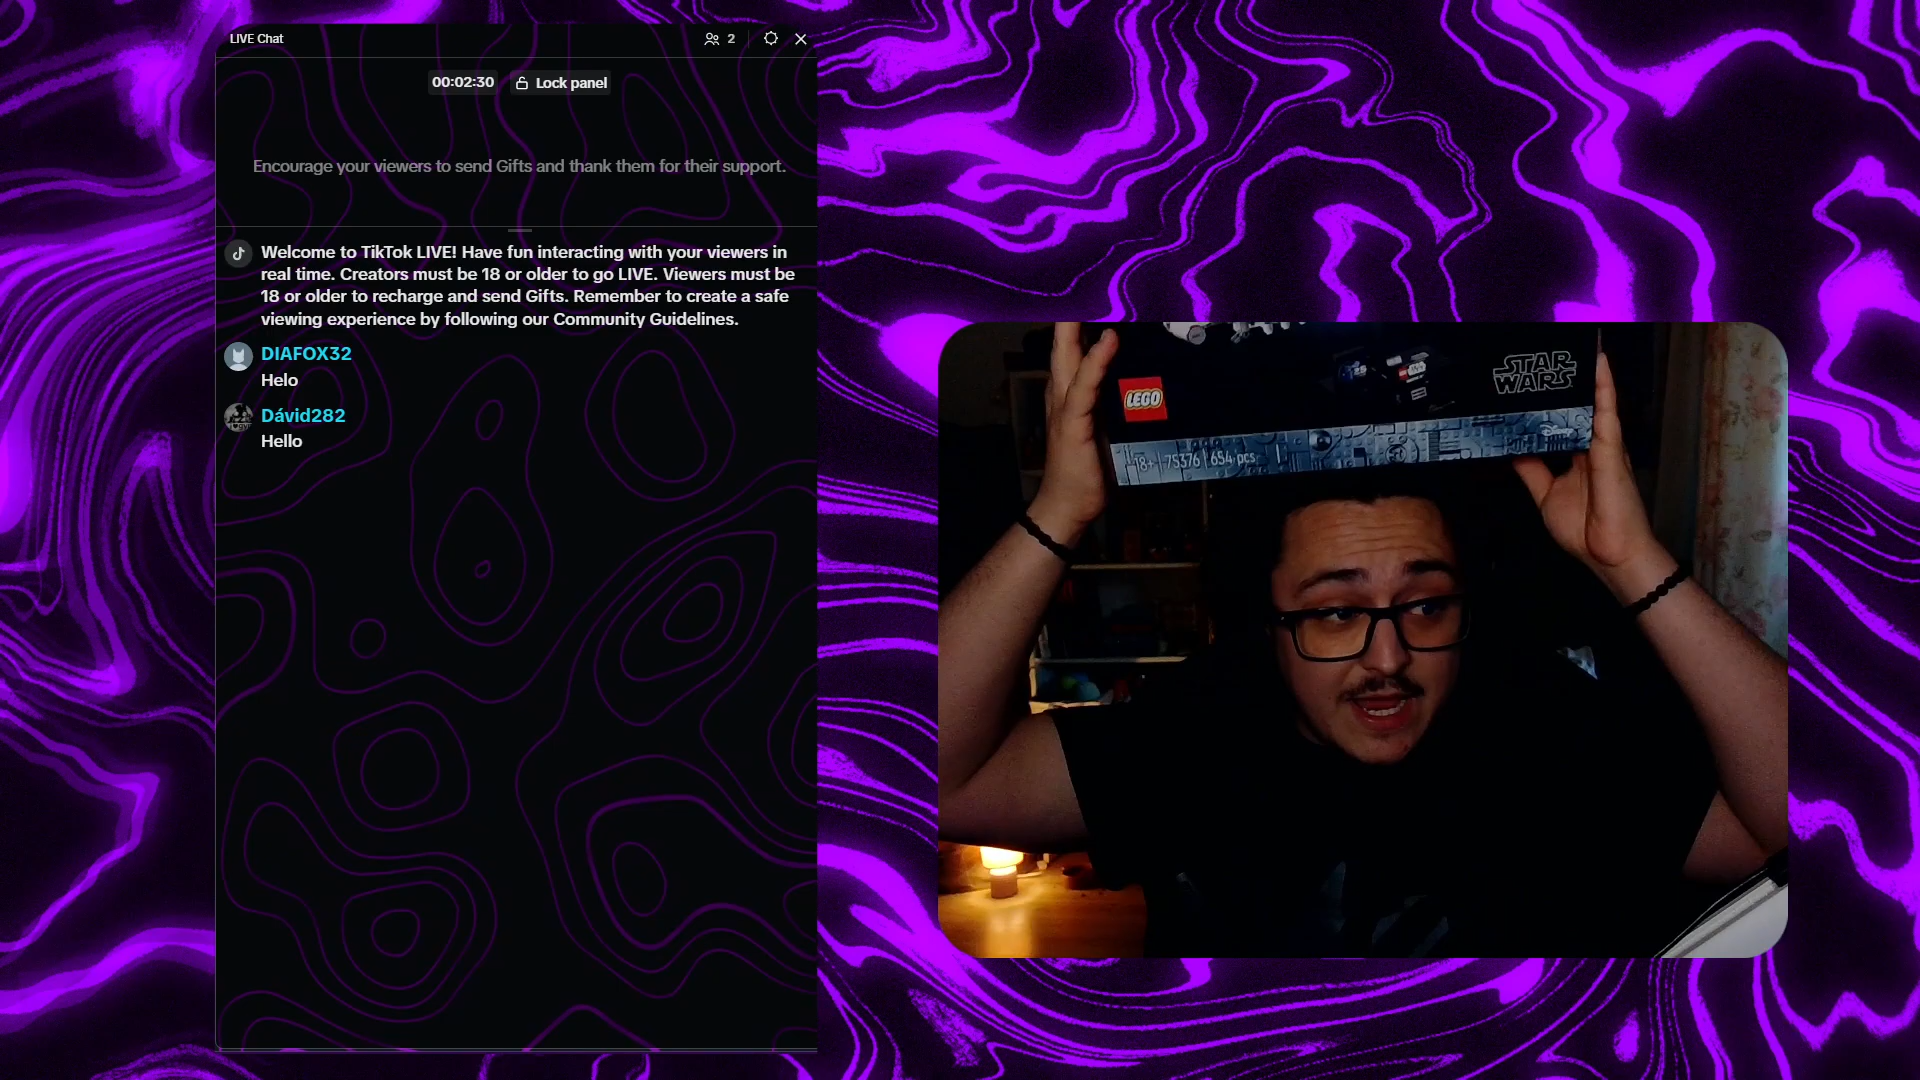 LIVE Chat
2
00:02:30
Lock panel
Encourage your viewers to send Gifts and thank them for their support.
Welcome to TikTok LIVE! Have fun interacting with your viewers in
real time. Creators must be 18 or older to go LIVE. Viewers must be
18 or older to recharge and send Gifts. Remember to create a safe
viewing experience by following our Community Guidelines.
DIAFOX32
Helo
Dávid282
Hello
LEGO
STAR
WARS
Disney
18+ 75376 654 pcs